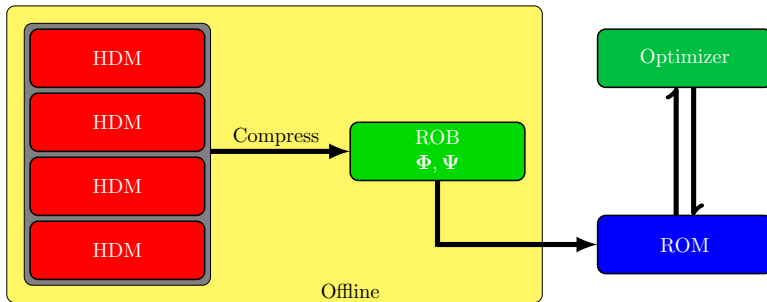 HDM
HDM
HDM
HDM
Compress
ROB
Φ, Ψ
Optimizer
ROM
Offline